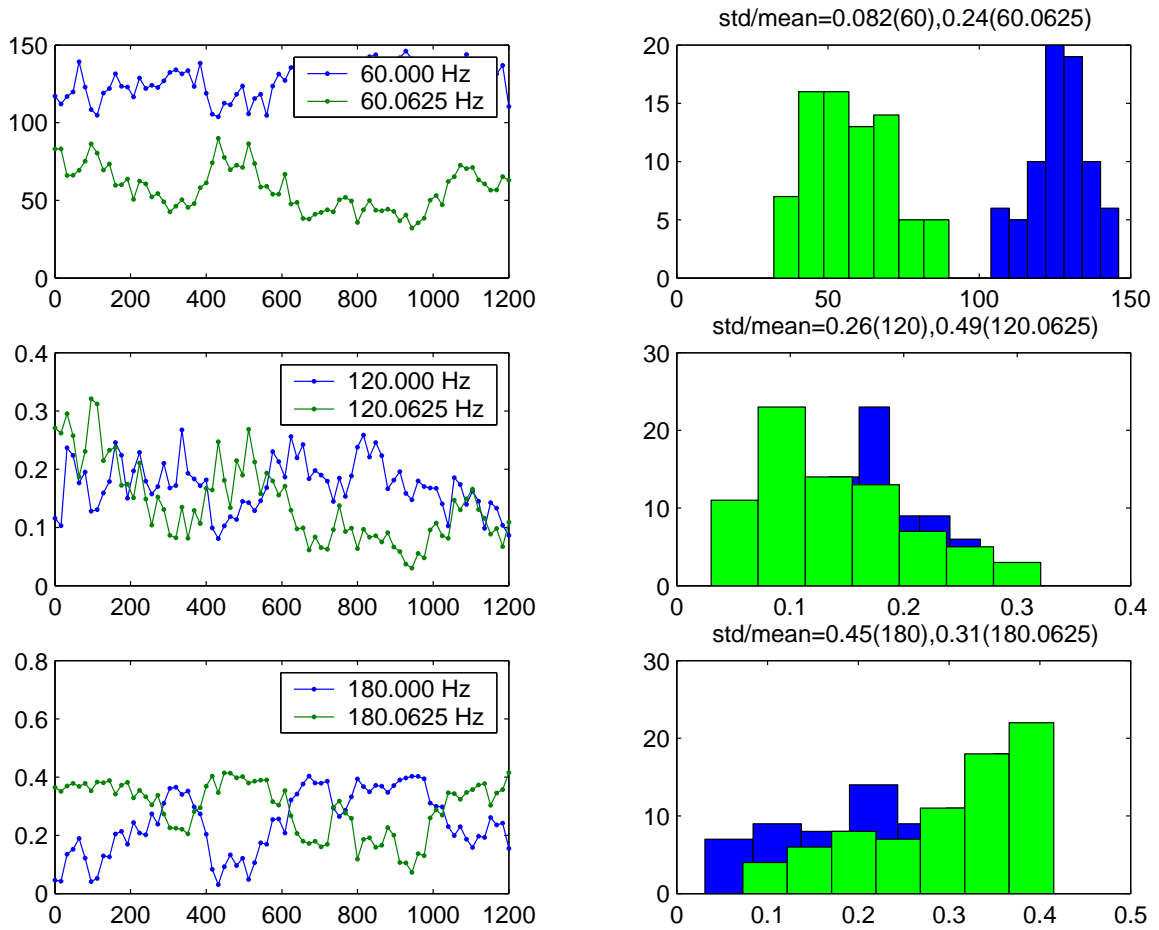 std/mean=0.082(60),0.24(60.0625)
150
100
50
0
0 200 400 600 800 1000 1200
60.000 Hz
60.0625 Hz
20
15
10
5
0
0 50 100 150
std/mean=0.26(120),0.49(120.0625)
0.4
0.3
0.2
0.1
0
0 200 400 600 800 1000 1200
120.000 Hz
120.0625 Hz
30
20
10
0
0 0.1 0.2 0.3 0.4
std/mean=0.45(180),0.31(180.0625)
0.8
0.6
0.4
0.2
0
0 200 400 600 800 1000 1200
180.000 Hz
180.0625 Hz
30
20
10
0
0 0.1 0.2 0.3 0.4 0.5